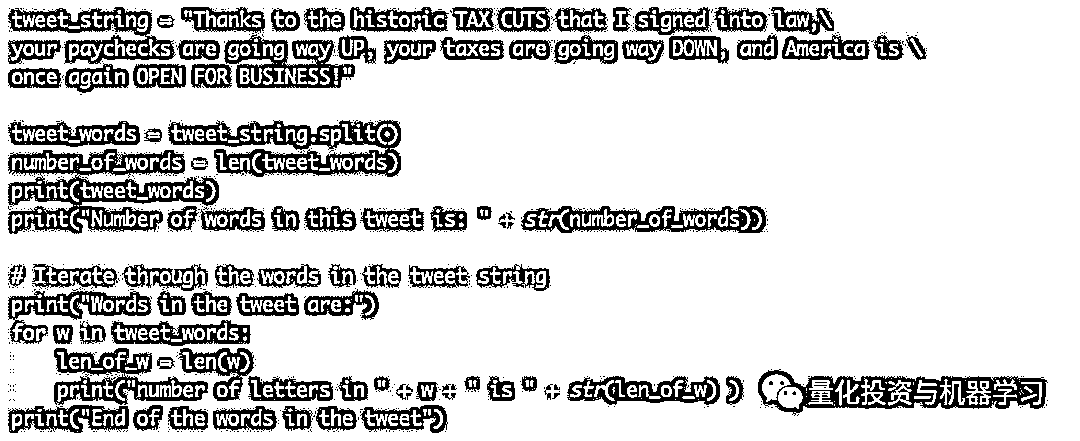 tweet_string = "Thanks to the historic TAX CUTS that I signed into law,\
your paychecks are going way UP, your taxes are going way DOWN, and America is \
once again OPEN FOR BUSINESS!"
tweet_words = tweet_string.split()
number_of_words = len(tweet_words)
print(tweet_words)
print("Number of words in this tweet is: " + str(number_of_words))
# Iterate through the words in the tweet string
print("Words in the tweet are:")
for w in tweet_words:
    len_of_w = len(w)
    print("number of letters in " + w + " is " + str(len_of_w) )
print("End of the words in the tweet")
量化投资与机器学习